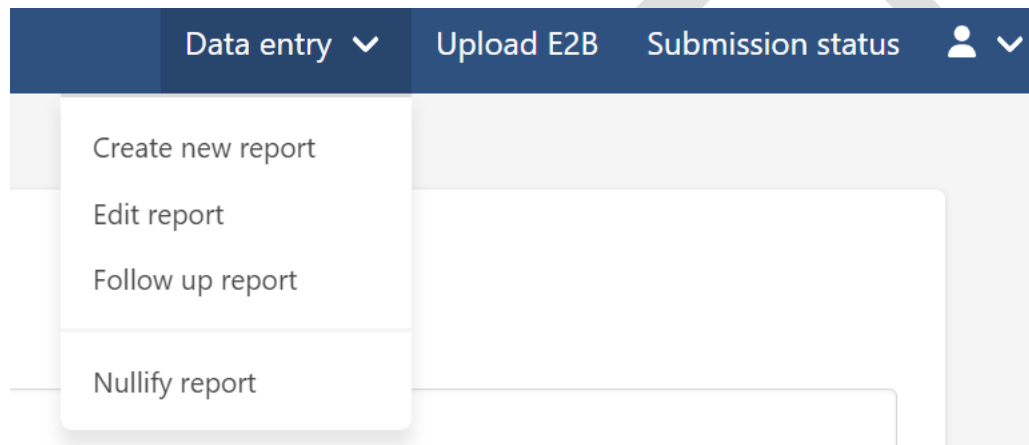 Data entry Upload E2B Submission status
Create new report
Edit report
Follow up report
Nullify report